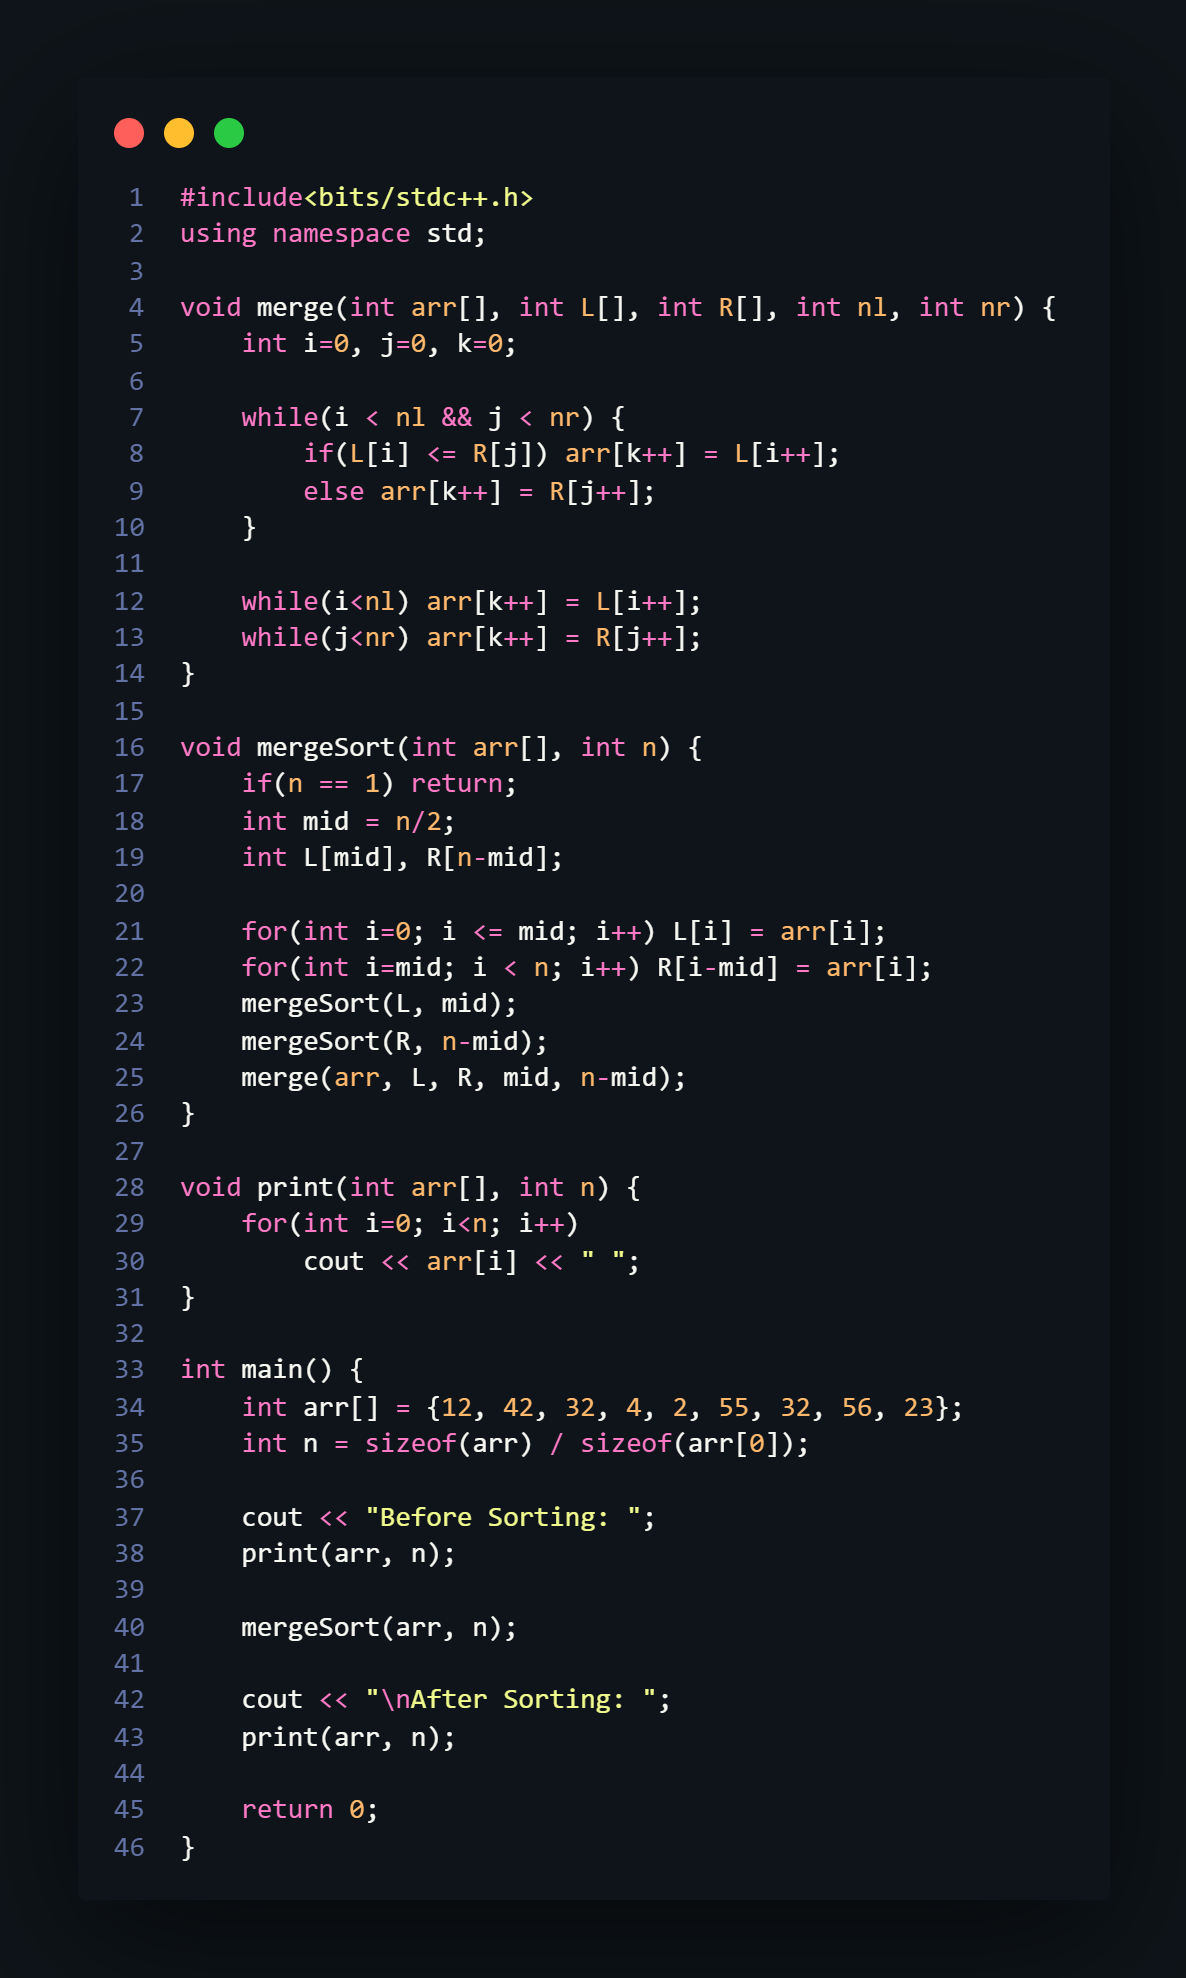 1 #include<bits/stdc++.h>
2 using namespace std;
3
4 void merge(int arr[], int L[], int R[], int nl, int nr) {
5     int i=0, j=0, k=0;
6
7     while(i < nl && j < nr) {
8         if(L[i] <= R[j]) arr[k++] = L[i++];
9         else arr[k++] = R[j++];
10     }
11
12     while(i<nl) arr[k++] = L[i++];
13     while(j<nr) arr[k++] = R[j++];
14 }
15
16 void mergeSort(int arr[], int n) {
17     if(n == 1) return;
18     int mid = n/2;
19     int L[mid], R[n-mid];
20
21     for(int i=0; i <= mid; i++) L[i] = arr[i];
22     for(int i=mid; i < n; i++) R[i-mid] = arr[i];
23     mergeSort(L, mid);
24     mergeSort(R, n-mid);
25     merge(arr, L, R, mid, n-mid);
26 }
27
28 void print(int arr[], int n) {
29     for(int i=0; i<n; i++)
30         cout << arr[i] << " ";
31 }
32
33 int main() {
34     int arr[] = {12, 42, 32, 4, 2, 55, 32, 56, 23};
35     int n = sizeof(arr) / sizeof(arr[0]);
36
37     cout << "Before Sorting: ";
38     print(arr, n);
39
40     mergeSort(arr, n);
41
42     cout << "\nAfter Sorting: ";
43     print(arr, n);
44
45     return 0;
46 }